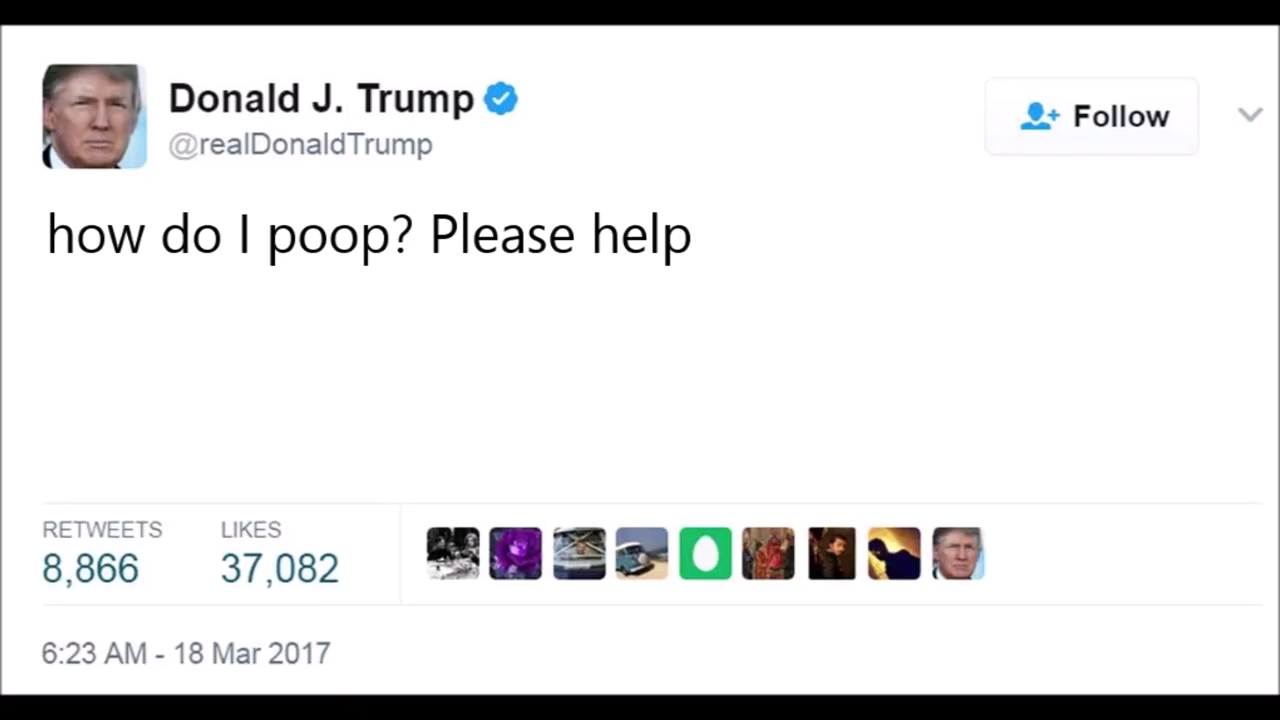 Donald J. Trump
@realDonaldTrump
Follow
how do I poop? Please help
RETWEETS LIKES
8,866 37,082
6:23 AM - 18 Mar 2017